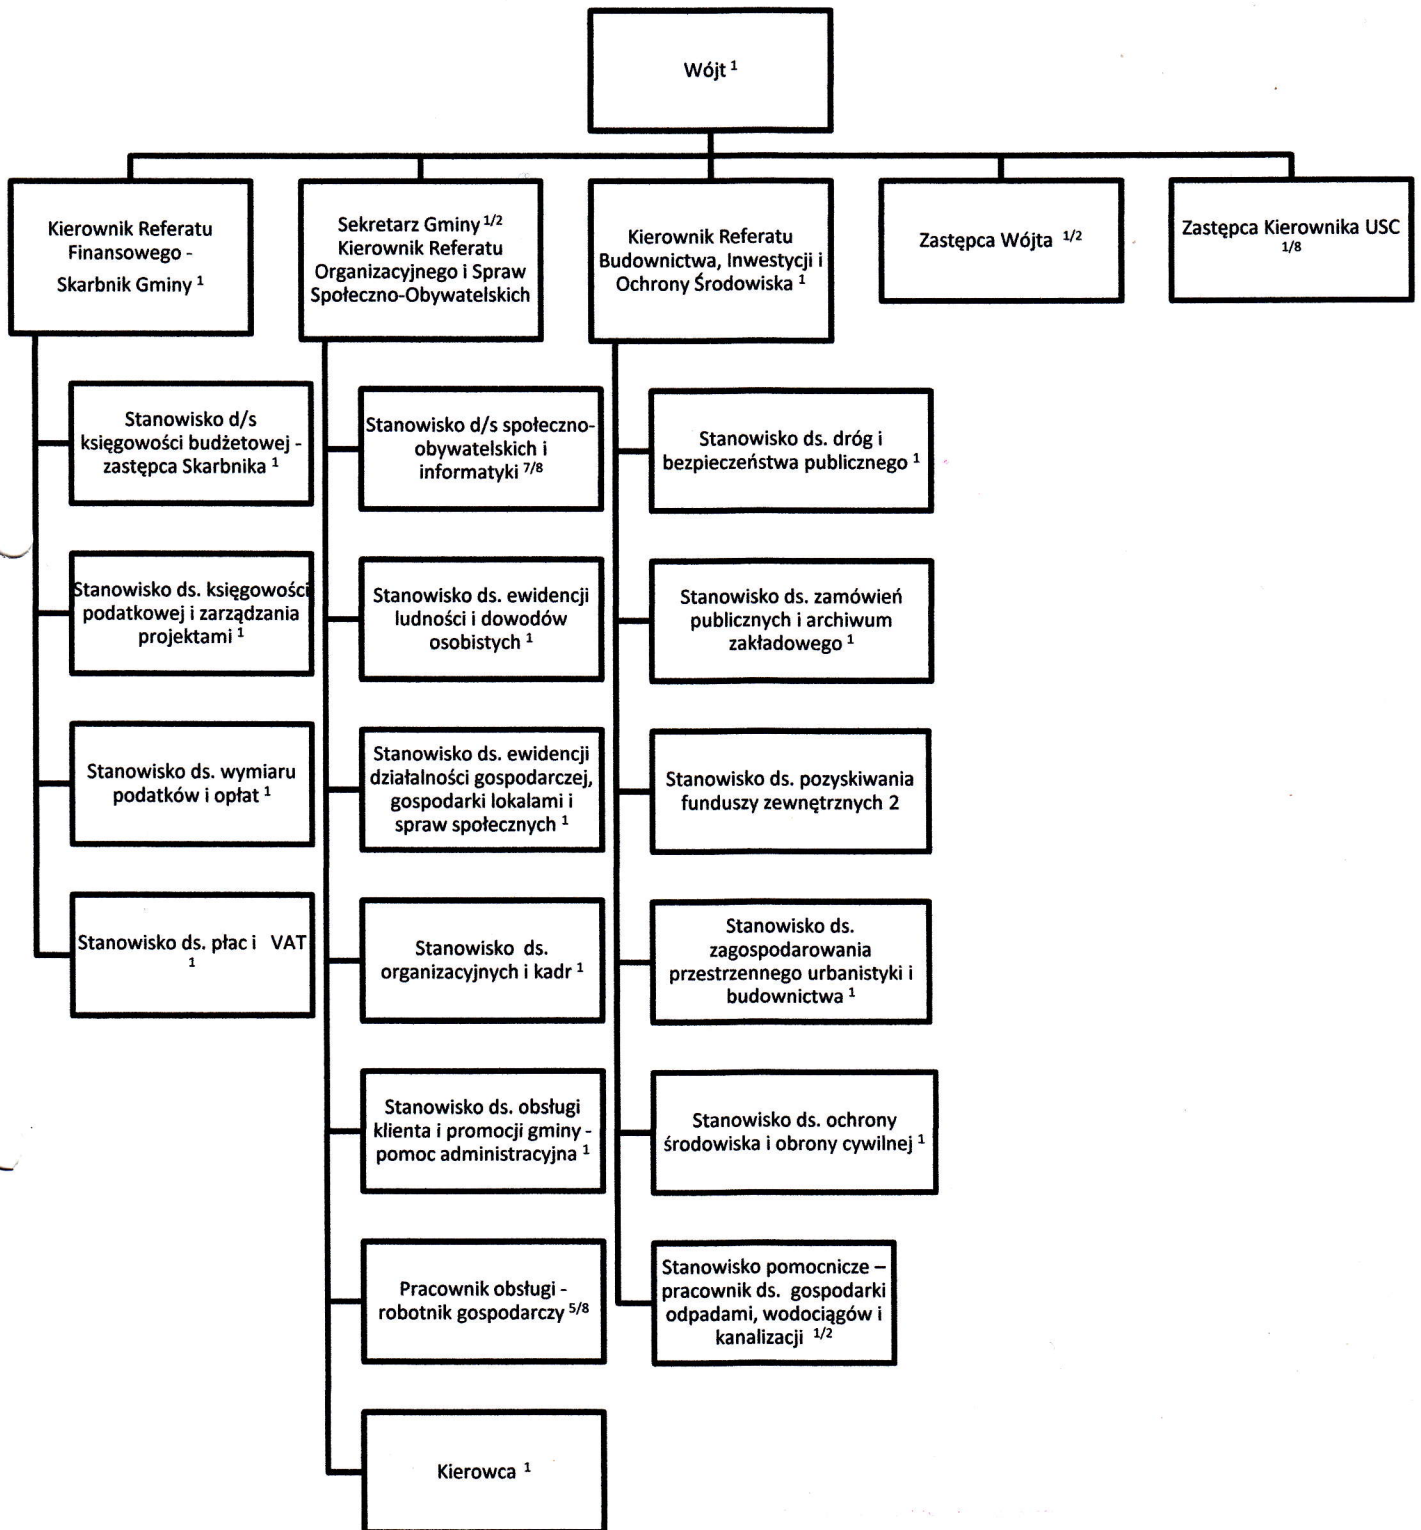 Wójt 1
Kierownik Referatu
Finansowego -
Skarbnik Gminy 1
Sekretarz Gminy 1/2
Kierownik Referatu
Organizacyjnego i Spraw
Społeczno-Obywatelskich
Kierownik Referatu
Budownictwa, Inwestycji i
Ochrony Środowiska 1
Zastępca Wójta 1/2
Zastępca Kierownika USC
1/8
Stanowisko d/s
księgowości budżetowej -
zastępca Skarbnika 1
Stanowisko ds. księgowości
podatkowej i zarządzania
projektami 1
Stanowisko ds. wymiaru
podatków i opłat 1
Stanowisko ds. płac i VAT
1
Stanowisko d/s społeczno-
obywatelskich i
informatyki 7/8
Stanowisko ds. ewidencji
ludności i dowodów
osobistych 1
Stanowisko ds. ewidencji
działalności gospodarczej,
gospodarki lokalami i
spraw społecznych 1
Stanowisko ds.
organizacyjnych i kadr 1
Stanowisko ds. obsługi
klienta i promocji gminy -
pomoc administracyjna 1
Pracownik obsługi -
robotnik gospodarczy 5/8
Kierowca 1
Stanowisko ds. dróg i
bezpieczeństwa publicznego 1
Stanowisko ds. zamówień
publicznych i archiwum
zakładowego 1
Stanowisko ds. pozyskiwania
funduszy zewnętrznych 2
Stanowisko ds.
zagospodarowania
przestrzennego urbanistyki i
budownictwa 1
Stanowisko ds. ochrony
środowiska i obrony cywilnej 1
Stanowisko pomocnicze –
pracownik ds. gospodarki
odpadami, wodociągów i
kanalizacji 1/2